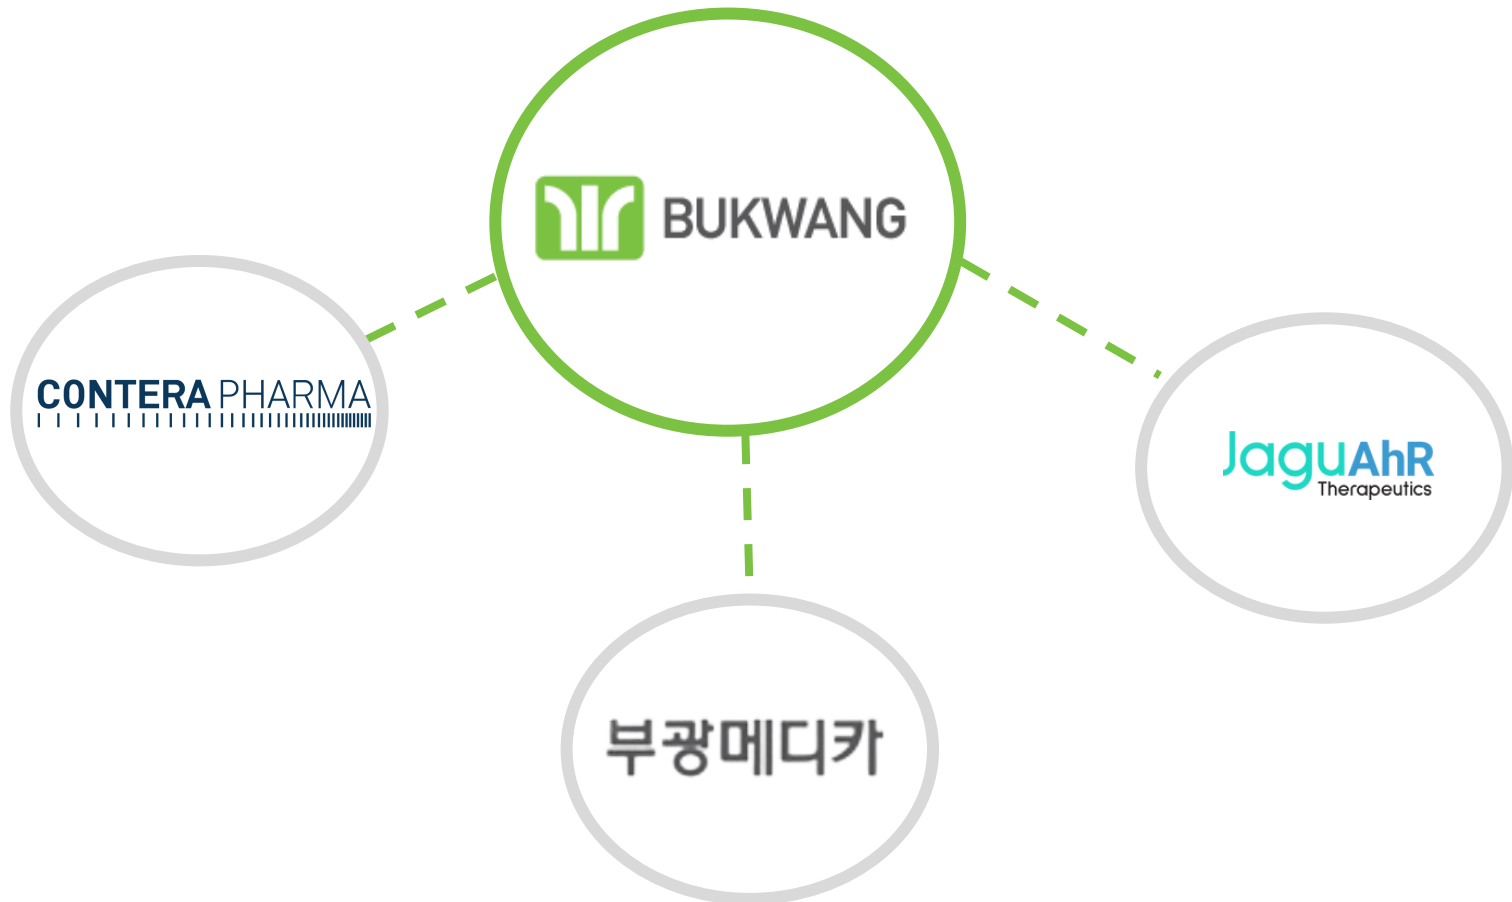 BUKWANG
CONTERA PHARMA
JaguAhR
Therapeutics
부광메디카